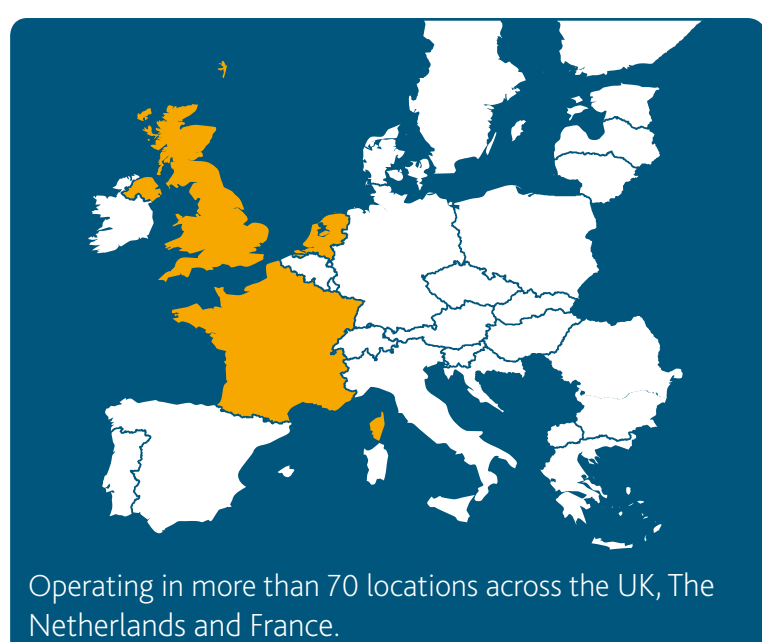 Operating in more than 70 locations across the UK, The
Netherlands and France.